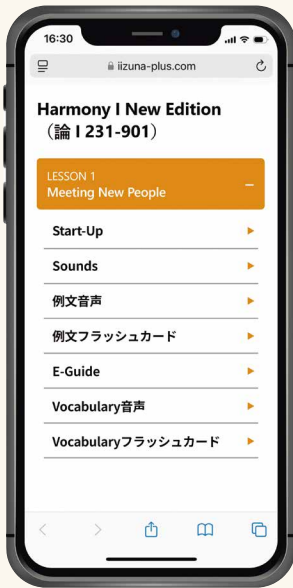 16:30
iizuna-plus.com
Harmony I New Edition
（論 I 231-901）
LESSON 1
Meeting New People
Start-Up
Sounds
例文音声
例文フラッシュカード
E-Guide
Vocabulary音声
Vocabularyフラッシュカード